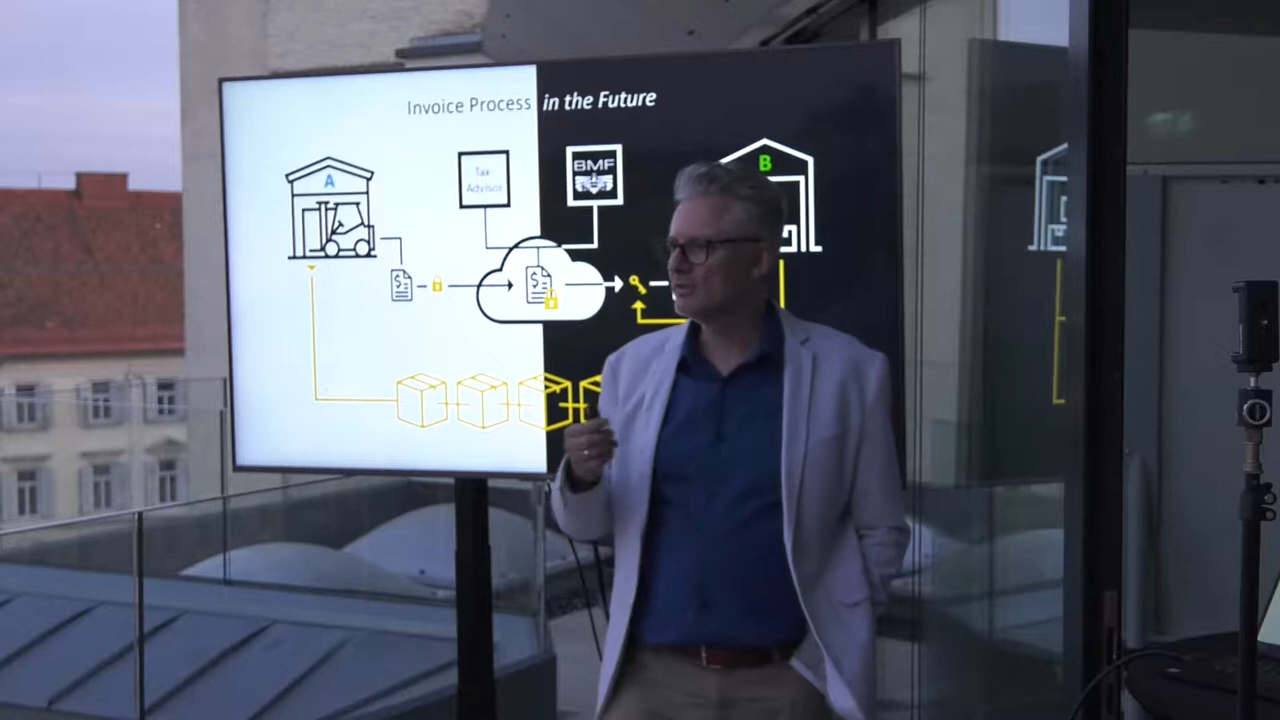 Invoice Process in the Future
A
Tax
Advisor
BMF
B
$
$